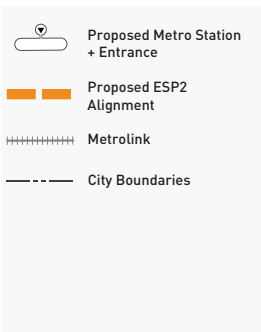 Proposed Metro Station
+ Entrance
Proposed ESP2
Alignment
Metrolink
City Boundaries